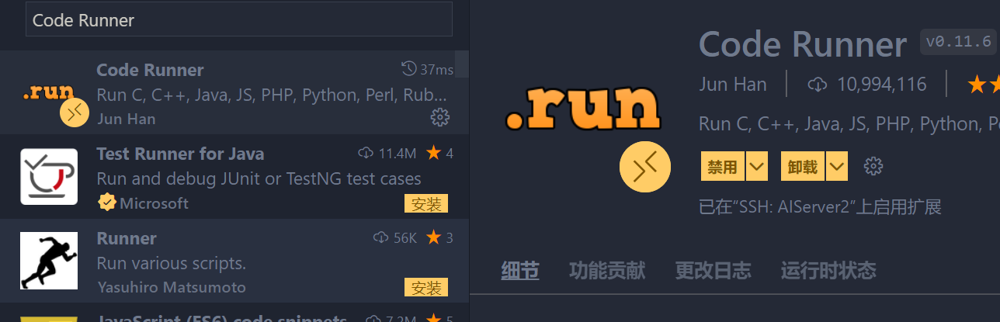 Code Runner
Code Runner
37ms
.run
Run C, C++, Java, JS, PHP, Python, Perl, Rub...
Jun Han
Test Runner for Java
11.4M
4
Run and debug JUnit or TestNG test cases
Microsoft
安装
Runner
56K
3
Run various scripts.
Yasuhiro Matsumoto
安装
JavaScript (ES6) code snippets
7.2M
5
Code Runner
v0.11.6
Jun Han
10,994,116
.run
Run C, C++, Java, JS, PHP, Python, P
禁用
卸载
已在“SSH: AIServer2”上启用扩展
细节
功能贡献
更改日志
运行时状态